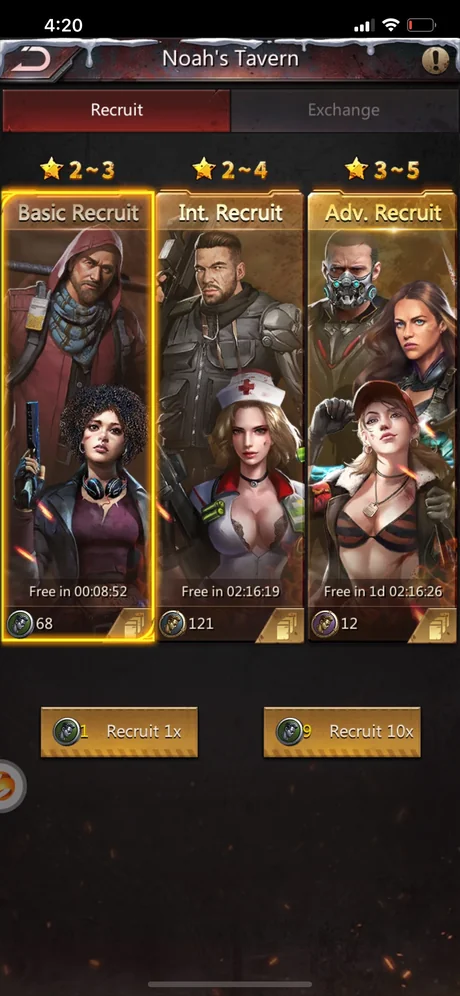 4:20
Noah's Tavern
Recruit
Exchange
2~3
2~4
3~5
Basic Recruit
Int. Recruit
Adv. Recruit
Free in 00:08:52
Free in 02:16:19
Free in 1d 02:16:26
68
121
12
1 Recruit 1x
9 Recruit 10x